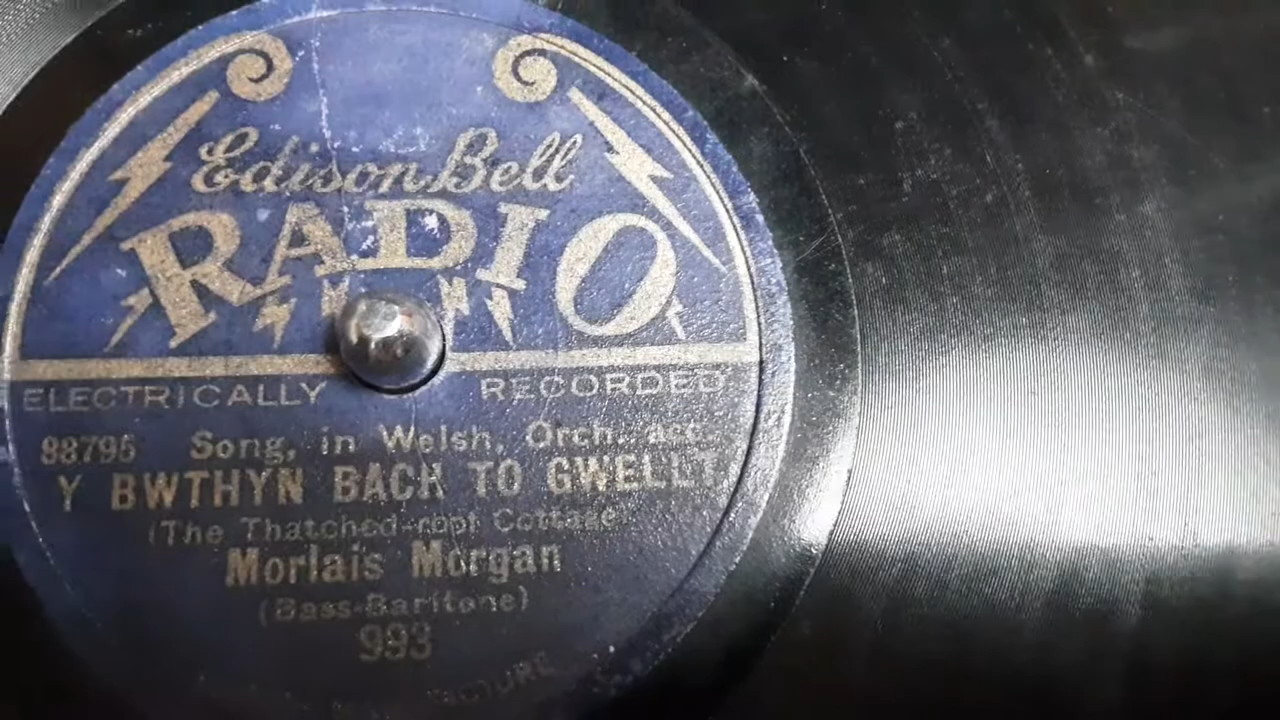 Edison Bell
RADIO
ELECTRICALLY RECORDED
88795 Song, in Welsh, Orch. acc.
Y BWTHYN BACH TO GWELLT
(The Thatched-roof Cottage
Morlais Morgan
(Bass-Baritone)
993